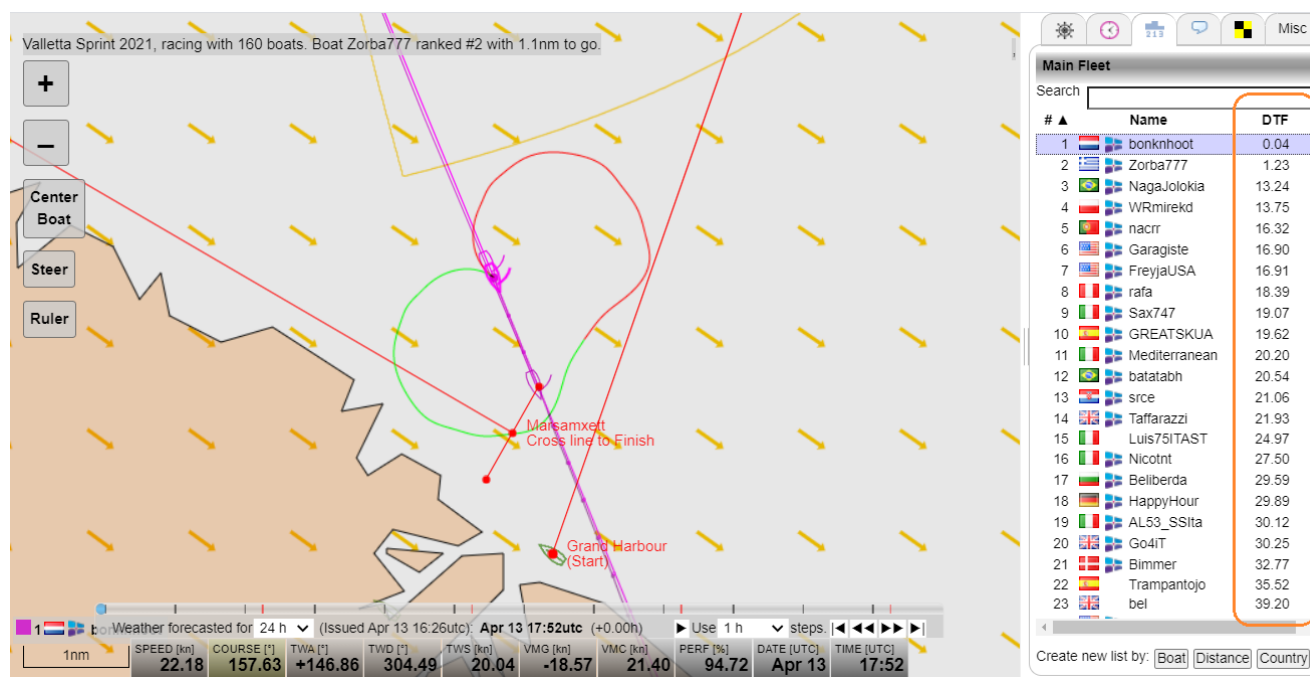 Valletta Sprint 2021, racing with 160 boats. Boat Zorba777 ranked #2 with 1.1nm to go.
+
–
Center
Boat
Steer
Ruler
Marsamxett
Cross line to Finish
Grand Harbour
(Start)
1 Weather forecasted for 24 h (Issued Apr 13 16:26utc): Apr 13 17:52utc (+0.00h) Use 1 h steps.
1nm
SPEED [kn] COURSE [°] TWA [°] TWD [°] TWS [kn] VMG [kn] VMC [kn] PERF [%] DATE [UTC] TIME [UTC]
22.18 157.63 +146.86 304.49 20.04 -18.57 21.40 94.72 Apr 13 17:52
213 Misc
Main Fleet
Search
# ▲ Name DTF
1 bonknhoot 0.04
2 Zorba777 1.23
3 NagaJolokia 13.24
4 WRmirekd 13.75
5 nacrr 16.32
6 Garagiste 16.90
7 FreyjaUSA 16.91
8 rafa 18.39
9 Sax747 19.07
10 GREATSKUA 19.62
11 Mediterranean 20.20
12 batatabh 20.54
13 srce 21.06
14 Taffarazzi 21.93
15 Luis75ITAST 24.97
16 Nicotnt 27.50
17 Beliberda 29.59
18 HappyHour 29.89
19 AL53_SSIta 30.12
20 Go4iT 30.25
21 Bimmer 32.77
22 Trampantojo 35.52
23 bel 39.20
Create new list by: Boat Distance Country